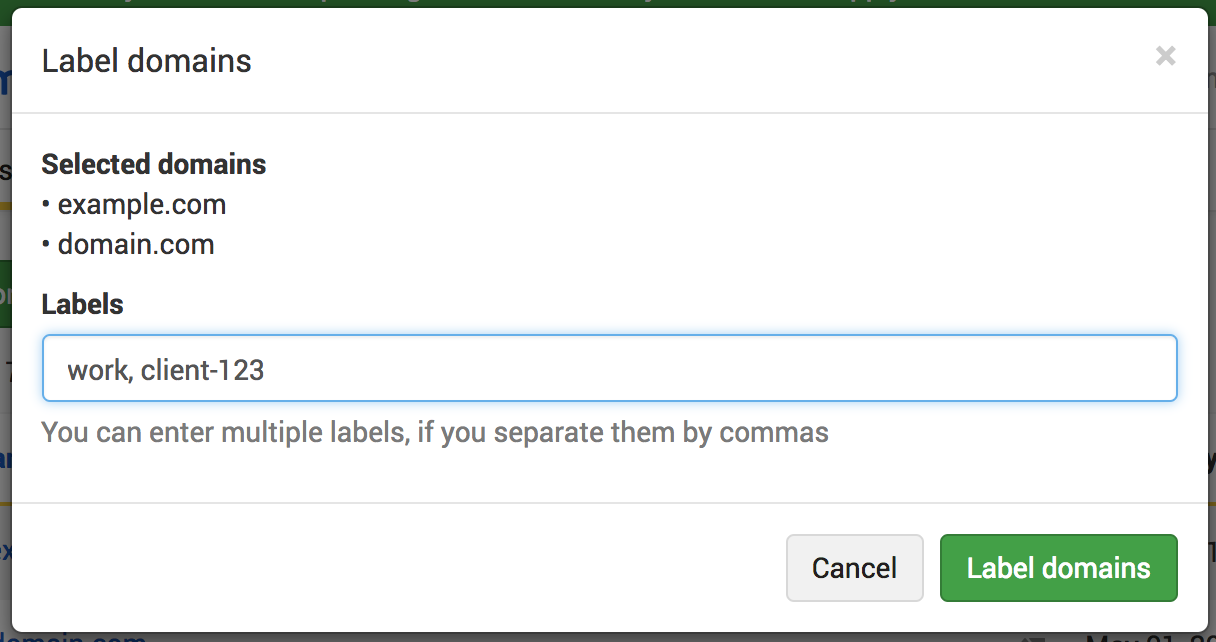 Label domains
×
Selected domains
• example.com
• domain.com
Labels
work, client-123
You can enter multiple labels, if you separate them by commas
Cancel
Label domains